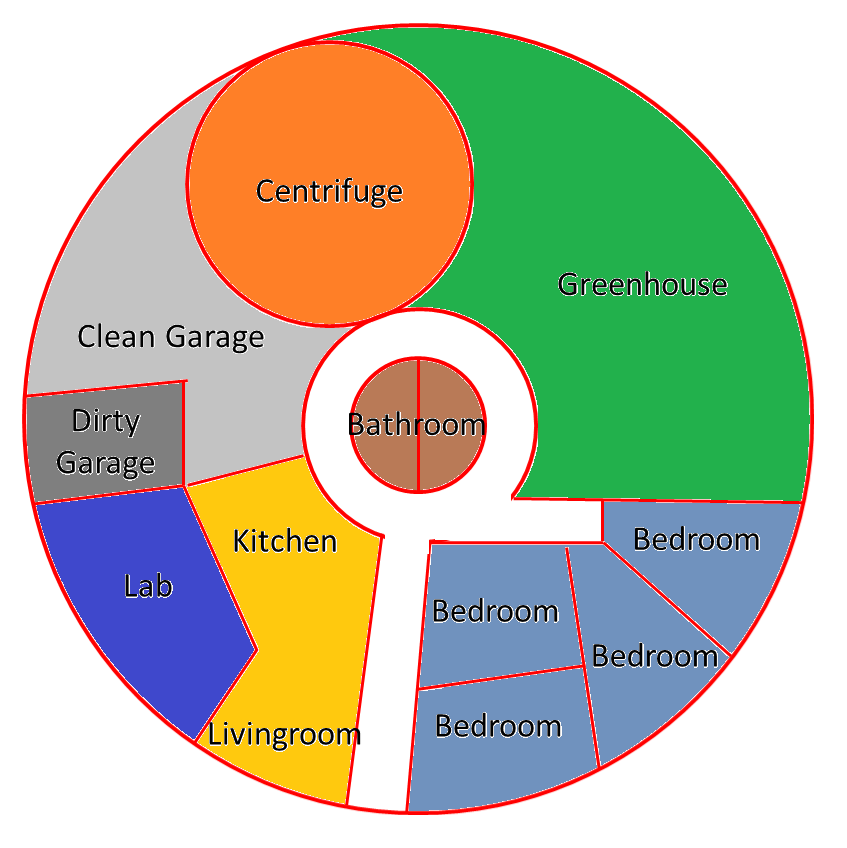 Centrifuge
Greenhouse
Clean Garage
Dirty
Garage
Bathroom
Kitchen
Bedroom
Lab
Bedroom
Bedroom
Livingroom
Bedroom